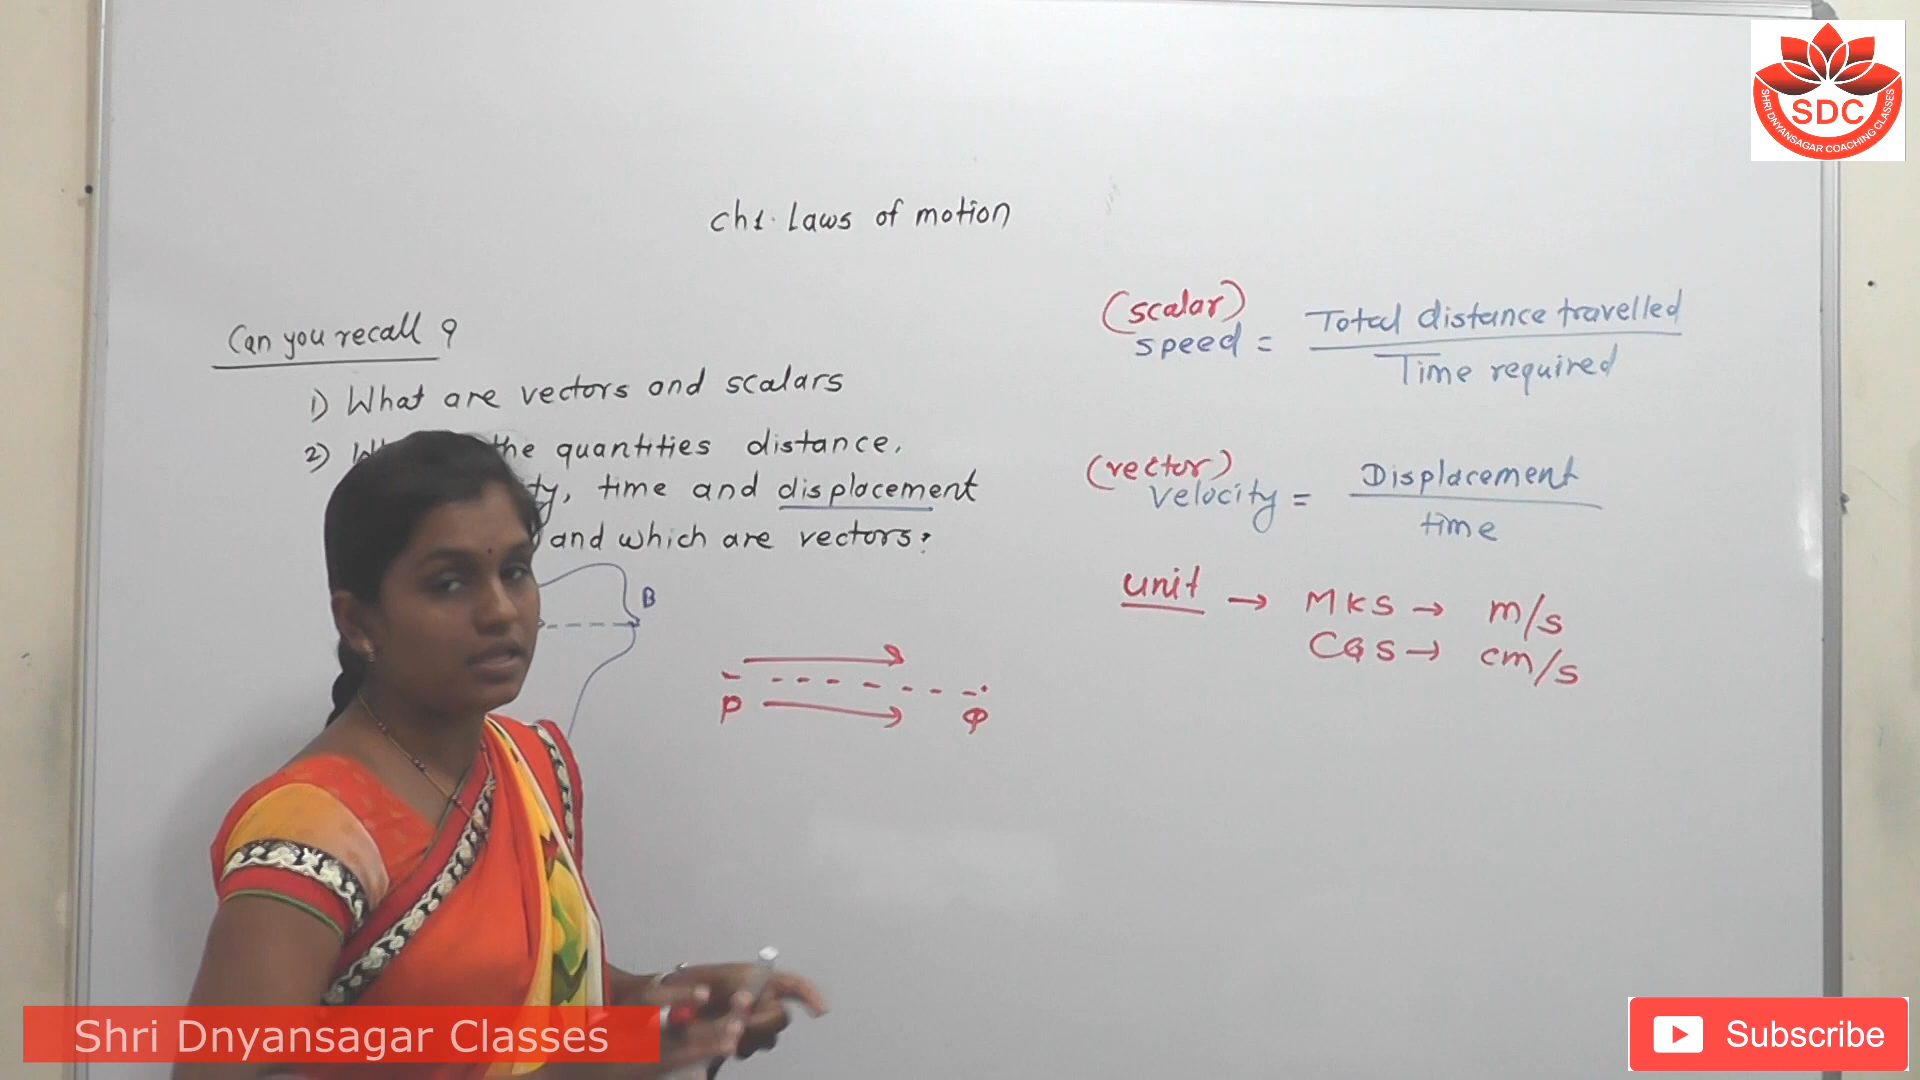 SDC
SHRI DNYANSAGAR COACHING CLASSES
ch1. Laws of motion
Can you recall ?
1) What are vectors and scalars
2) the quantities distance,
time and displacement
and which are vectors?
B
P
Q
(scalar)
speed = Total distance travelled
Time required
(vector)
velocity = Displacement
time
unit → MKS → m/s
CGS → cm/s
Shri Dnyansagar Classes
Subscribe